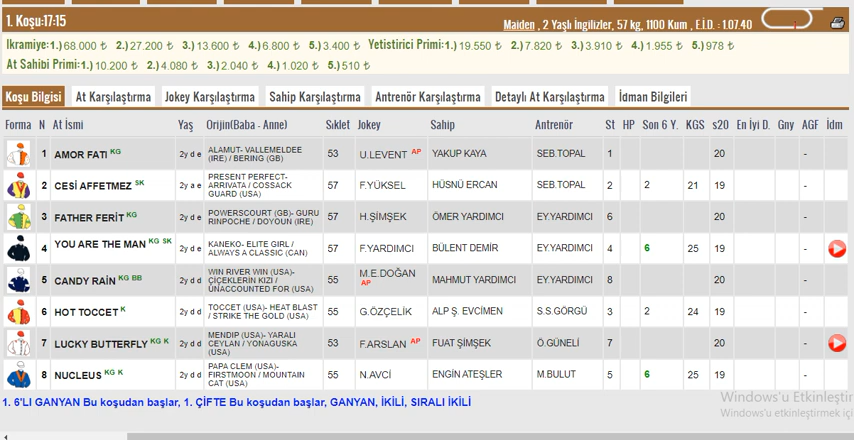 1. Koşu:17:15
Maiden , 2 Yaşlı İngilizler, 57 kg, 1100 Kum , E.İ.D. : 1.07.40
Ikramiye:1.) 68.000 ₺ 2.) 27.200 ₺ 3.) 13.600 ₺ 4.) 6.800 ₺ 5.) 3.400 ₺ Yetistirici Primi:1.) 19.550 ₺ 2.) 7.820 ₺ 3.) 3.910 ₺ 4.) 1.955 ₺ 5.) 978 ₺
At Sahibi Primi:1.) 10.200 ₺ 2.) 4.080 ₺ 3.) 2.040 ₺ 4.) 1.020 ₺ 5.) 510 ₺
Koşu Bilgisi At Karşılaştırma Jokey Karşılaştırma Sahip Karşılaştırma Antrenör Karşılaştırma Detaylı At Karşılaştırma İdman Bilgileri
Forma N At İsmi Yaş Orijin(Baba - Anne) Sıklet Jokey Sahip Antrenör St HP Son 6 Y. KGS s20 En İyi D. Gny AGF İdm
1 AMOR FATI KG 2y d e ALAMUT- VALLEMELDEE (IRE) / BERING (GB) 53 U.LEVENT AP YAKUP KAYA SEB.TOPAL 1 20 -
2 CESİ AFFETMEZ SK 2y a e PRESENT PERFECT- ARRIVATA / COSSACK GUARD (USA) 57 F.YÜKSEL HÜSNÜ ERCAN SEB.TOPAL 2 2 21 19 -
3 FATHER FERİT KG 2y d e POWERSCOURT (GB)- GURU RINPOCHE / DOYOUN (IRE) 57 H.ŞİMŞEK ÖMER YARDIMCI EY.YARDIMCI 6 20 -
4 YOU ARE THE MAN KG SK 2y d e KANEKO- ELITE GIRL / ALWAYS A CLASSIC (CAN) 57 F.YARDIMCI BÜLENT DEMİR EY.YARDIMCI 4 6 25 19 -
5 CANDY RAİN KG BB 2y d d WIN RIVER WIN (USA)- ÇİÇEKLERİN KIZI / UNACCOUNTED FOR (USA) 55 M.E.DOĞAN AP MAHMUT YARDIMCI EY.YARDIMCI 8 20 -
6 HOT TOCCET K 2y d d TOCCET (USA)- HEAT BLAST / STRIKE THE GOLD (USA) 55 G.ÖZÇELİK ALP Ş. EVCİMEN S.S.GÖRGÜ 3 2 24 19 -
7 LUCKY BUTTERFLY KG K 2y d d MENDIP (USA)- YARALI CEYLAN / YONAGUSKA (USA) 53 F.ARSLAN AP FUAT ŞİMŞEK Ö.GÜNELİ 7 20 -
8 NUCLEUS KG K 2y d d PAPA CLEM (USA)- FIRSTMOON / MOUNTAIN CAT (USA) 55 N.AVCİ ENGİN ATEŞLER M.BULUT 5 6 25 19 -
1. 6'LI GANYAN Bu koşudan başlar, 1. ÇİFTE Bu koşudan başlar, GANYAN, İKİLİ, SIRALI İKİLİ
Windows'u Etkinleştir
Windows'u etkinleştirmek içi